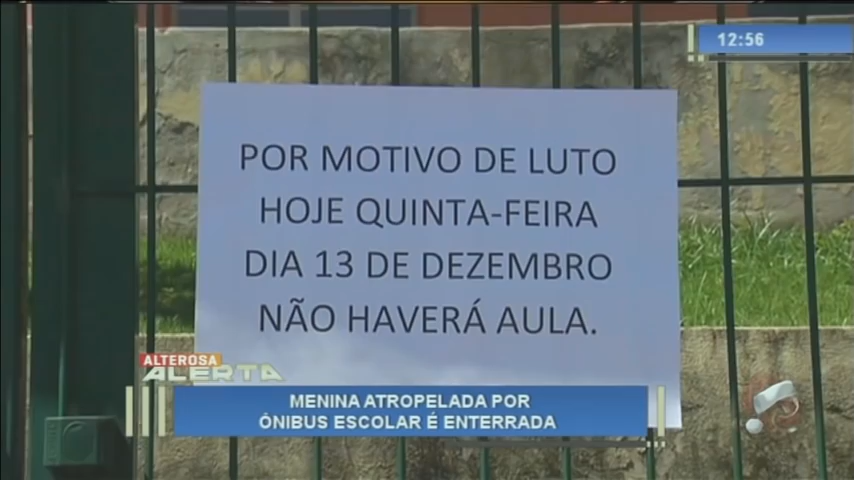 12:56
POR MOTIVO DE LUTO
HOJE QUINTA-FEIRA
DIA 13 DE DEZEMBRO
NÃO HAVERÁ AULA.
ALTEROSA
ALERTA
MENINA ATROPELADA POR
ÔNIBUS ESCOLAR É ENTERRADA